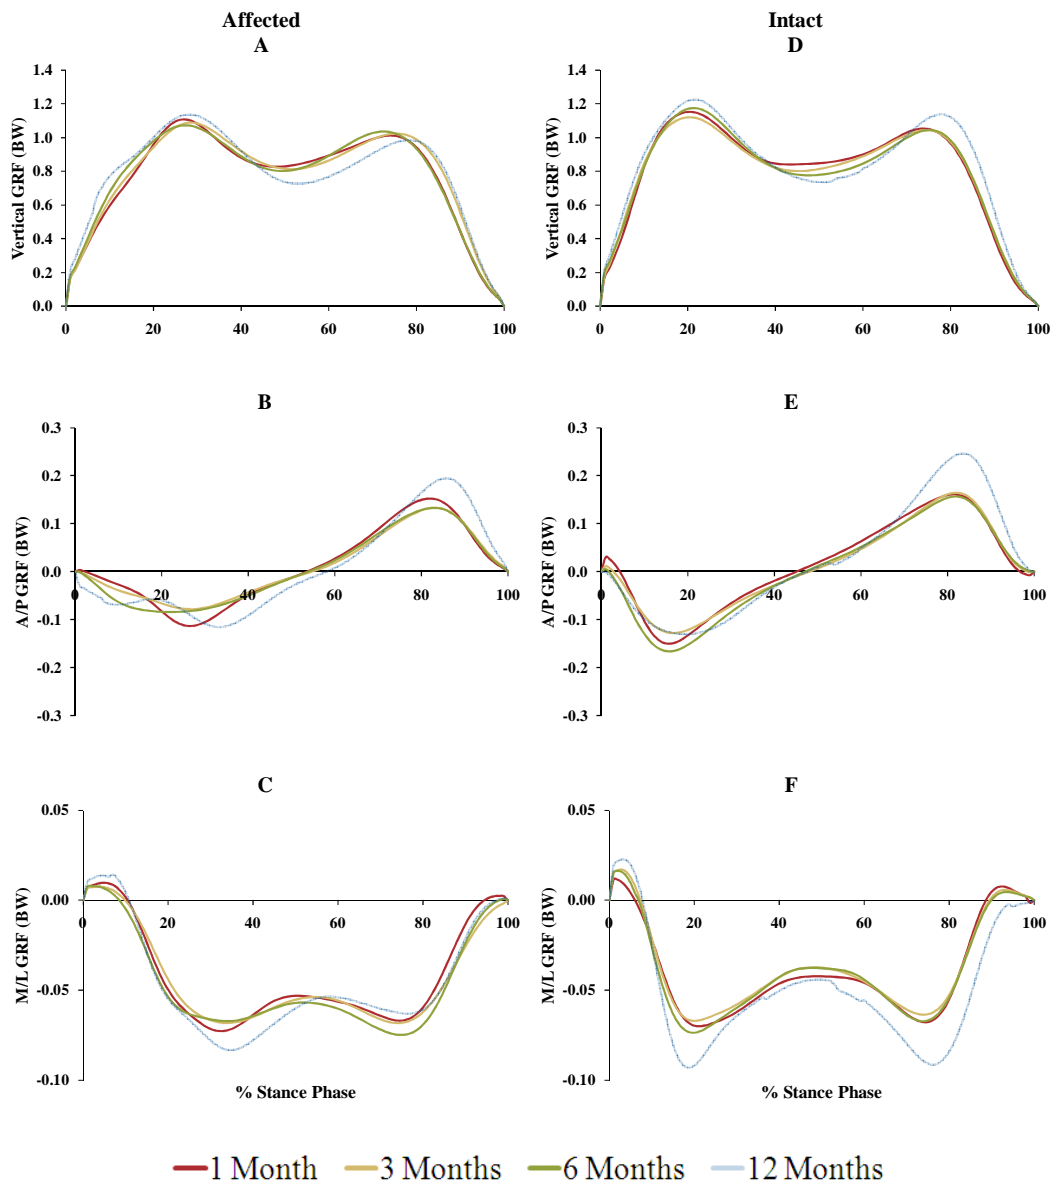 Affected
A
Vertical GRF (BW)
1.4
1.2
1.0
0.8
0.6
0.4
0.2
0.0
0 20 40 60 80 100
Intact
D
Vertical GRF (BW)
1.4
1.2
1.0
0.8
0.6
0.4
0.2
0.0
0 20 40 60 80 100
B
A/P GRF (BW)
0.3
0.2
0.1
0.0
-0.1
-0.2
-0.3
0 20 40 60 80 100
E
A/P GRF (BW)
0.3
0.2
0.1
0.0
-0.1
-0.2
-0.3
0 20 40 60 80 100
C
M/L GRF (BW)
0.05
0.00
-0.05
-0.10
0 20 40 60 80 100
% Stance Phase
F
M/L GRF (BW)
0.05
0.00
-0.05
-0.10
0 20 40 60 80 100
% Stance Phase
1 Month 3 Months 6 Months 12 Months